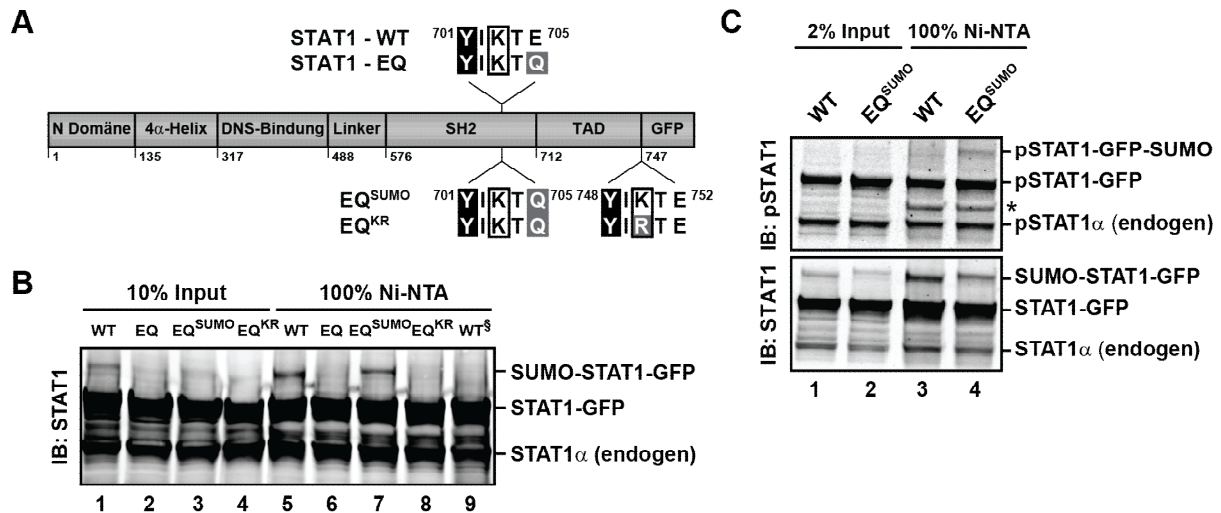 A
STAT1 - WT 701 Y I K T E 705
STAT1 - EQ Y I K T Q
N Domäne 4α-Helix DNS-Bindung Linker SH2 TAD GFP
1 135 317 488 576 712 747
EQSUMO 701 Y I K T Q 705 748 Y I K T E 752
EQKR Y I K T Q Y I R T E
B
10% Input 100% Ni-NTA
WT EQ EQSUMO EQKR WT EQ EQSUMO EQKR WT§
IB: STAT1
SUMO-STAT1-GFP
STAT1-GFP
STAT1α (endogen)
1 2 3 4 5 6 7 8 9
C
2% Input 100% Ni-NTA
WT EQSUMO WT EQSUMO
IB: pSTAT1
pSTAT1-GFP-SUMO
pSTAT1-GFP
*
pSTAT1α (endogen)
IB: STAT1
SUMO-STAT1-GFP
STAT1-GFP
STAT1α (endogen)
1 2 3 4